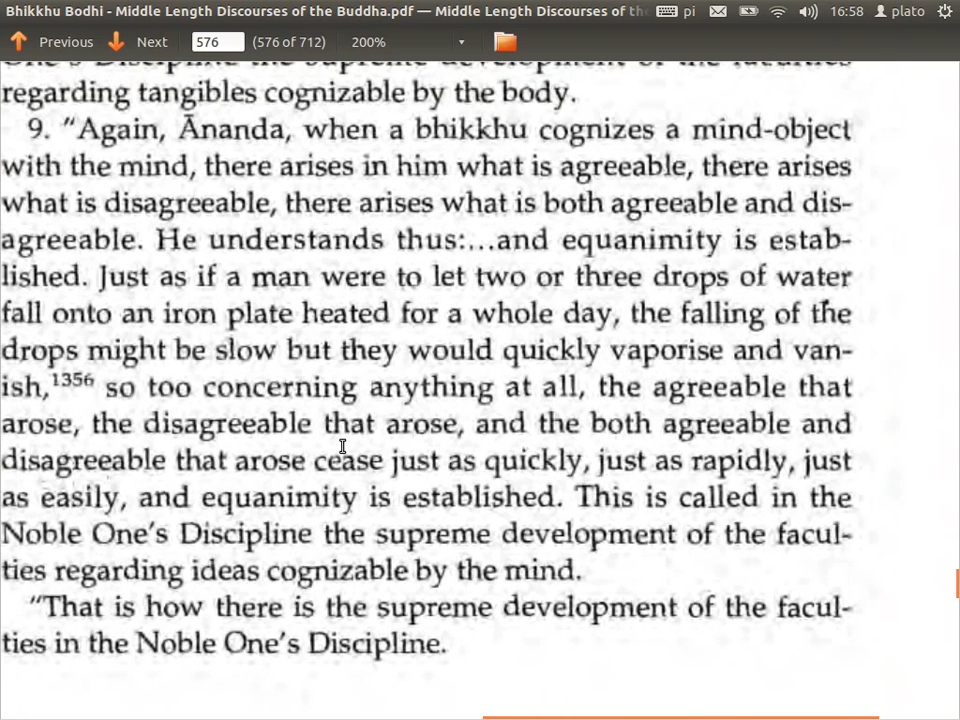 Bhikkhu Bodhi - Middle Length Discourses of the Buddha.pdf — Middle Length Discourses of the pi 16:58 plato
Previous Next 576 (576 of 712) 200%
One's Discipline the supreme development of the faculties
regarding tangibles cognizable by the body.
9. “Again, Ānanda, when a bhikkhu cognizes a mind-object
with the mind, there arises in him what is agreeable, there arises
what is disagreeable, there arises what is both agreeable and dis-
agreeable. He understands thus:...and equanimity is estab-
lished. Just as if a man were to let two or three drops of water
fall onto an iron plate heated for a whole day, the falling of the
drops might be slow but they would quickly vaporise and van-
ish,1356 so too concerning anything at all, the agreeable that
arose, the disagreeable that arose, and the both agreeable and
disagreeable that arose cease just as quickly, just as rapidly, just
as easily, and equanimity is established. This is called in the
Noble One's Discipline the supreme development of the facul-
ties regarding ideas cognizable by the mind.
“That is how there is the supreme development of the facul-
ties in the Noble One's Discipline.